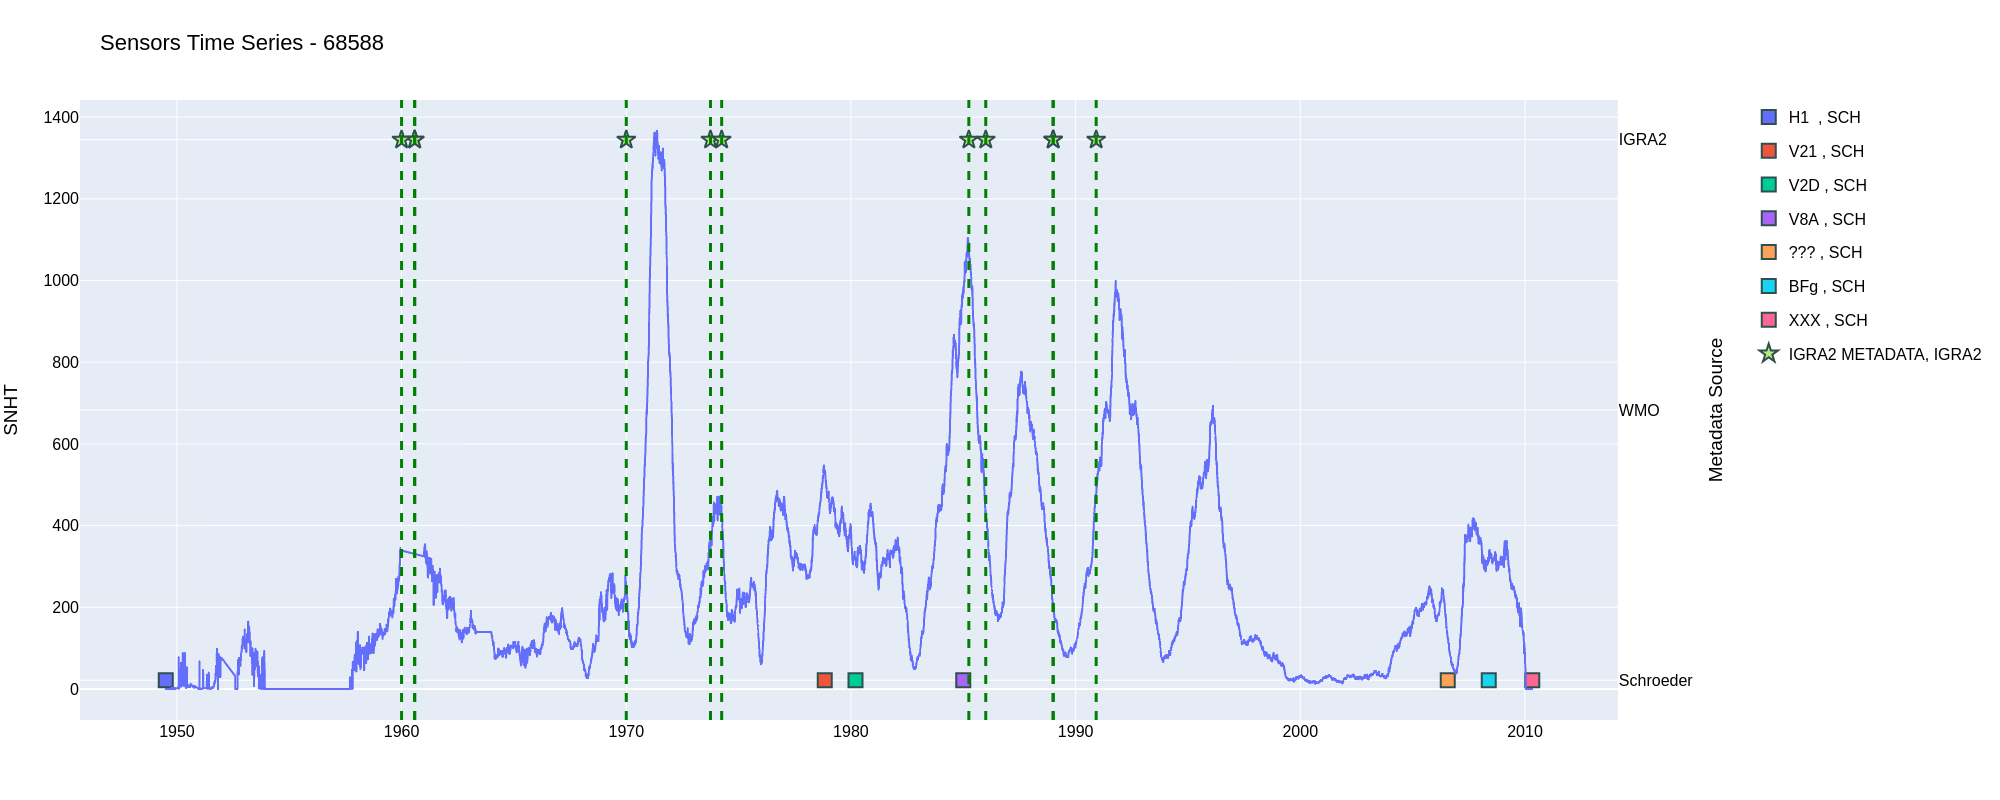 Sensors Time Series - 68588
SNHT
1400
1200
1000
800
600
400
200
0
1950
1960
1970
1980
1990
2000
2010
IGRA2
WMO
Schroeder
Metadata Source
H1 , SCH
V21 , SCH
V2D , SCH
V8A , SCH
??? , SCH
BFg , SCH
XXX , SCH
IGRA2 METADATA, IGRA2